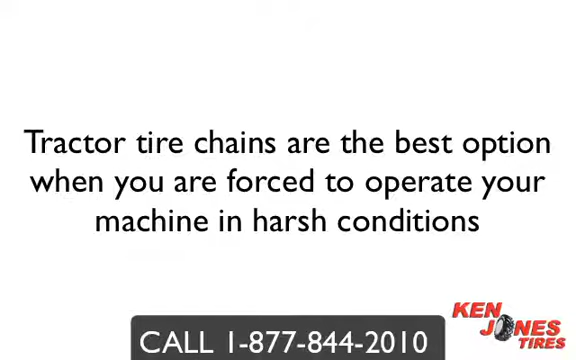 Tractor tire chains are the best option
when you are forced to operate your
machine in harsh conditions
CALL 1-877-844-2010
KEN
JONES
TIRES